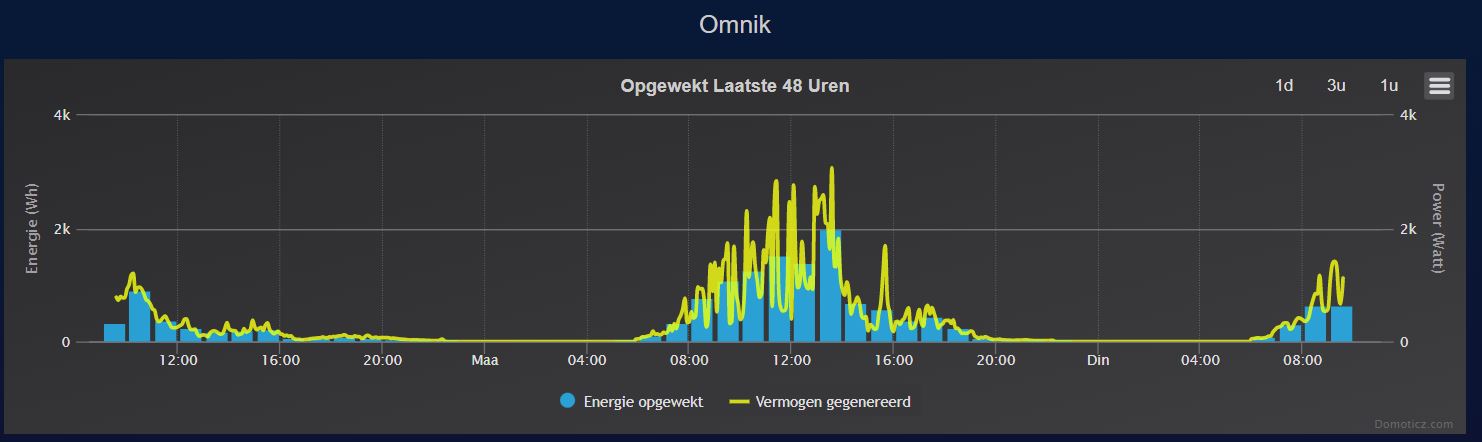 Omnik
Opgewekt Laatste 48 Uren
1d 3u 1u
4k 4k
Energie (Wh)
Power (Watt)
2k 2k
0 0
12:00 16:00 20:00 Maa 04:00 08:00 12:00 16:00 20:00 Din 04:00 08:00
Energie opgewekt Vermogen gegenereerd
Domoticz.com